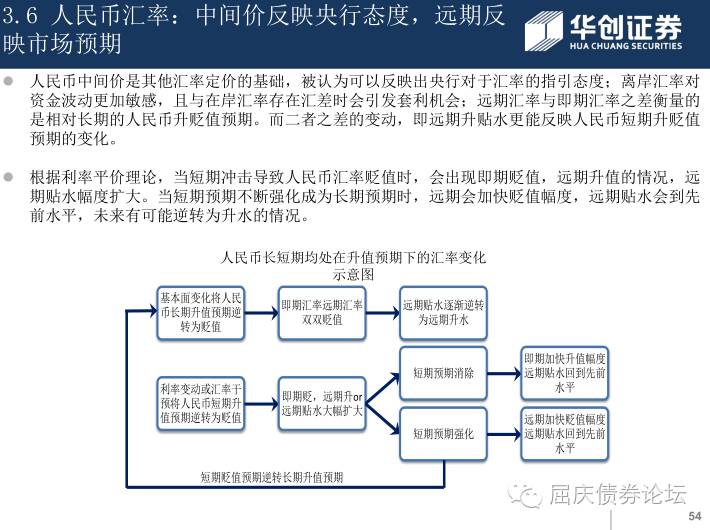 3.6 人民币汇率：中间价反映央行态度，远期反
映市场预期
华创证券
HUA CHUANG SECURITIES
人民币中间价是其他汇率定价的基础，被认为可以反映出央行对于汇率的指引态度；离岸汇率对
资金波动更加敏感，且与在岸汇率存在汇差时会引发套利机会；远期汇率与即期汇率之差衡量的
是相对长期的人民币升贬值预期。而二者之差的变动，即远期升贴水更能反映人民币短期升贬值
预期的变化。
根据利率平价理论，当短期冲击导致人民币汇率贬值时，会出现即期贬值，远期升值的情况，远
期贴水幅度扩大。当短期预期不断强化成为长期预期时，远期会加快贬值幅度，远期贴水会到先
前水平，未来有可能逆转为升水的情况。
人民币长短期均处在升值预期下的汇率变化
示意图
基本面变化将人民
币长期升值预期逆
转为贬值
即期汇率远期汇率
双双贬值
远期贴水逐渐逆转
为远期升水
利率变动或汇率干
预将人民币短期升
值预期逆转为贬值
即期贬，远期升or
远期贴水大幅扩大
短期预期消除
即期加快升值幅度
远期贴水回到先前
水平
短期预期强化
远期加快贬值幅度
远期贴水回到先前
水平
短期贬值预期逆转长期升值预期
屈庆债券论坛
54